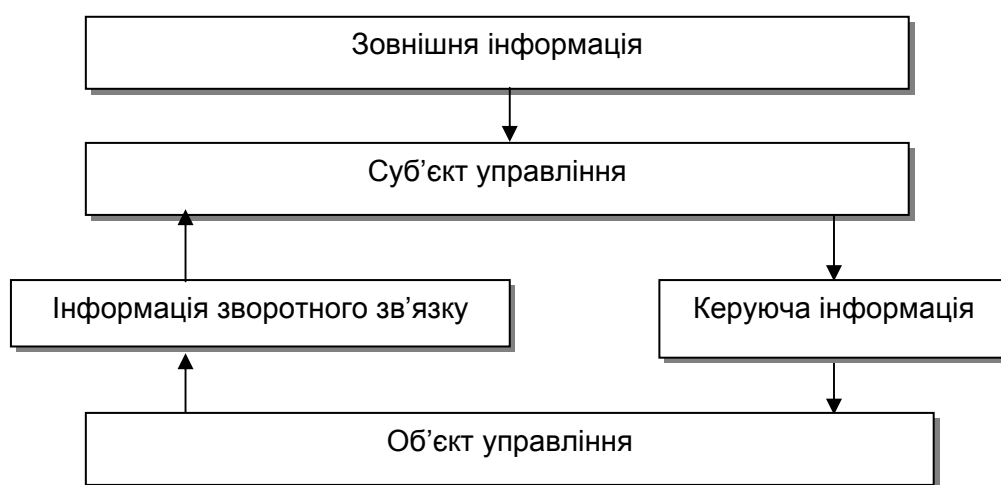 Зовнішня інформація
Суб’єкт управління
Інформація зворотного зв’язку
Керуюча інформація
Об’єкт управління